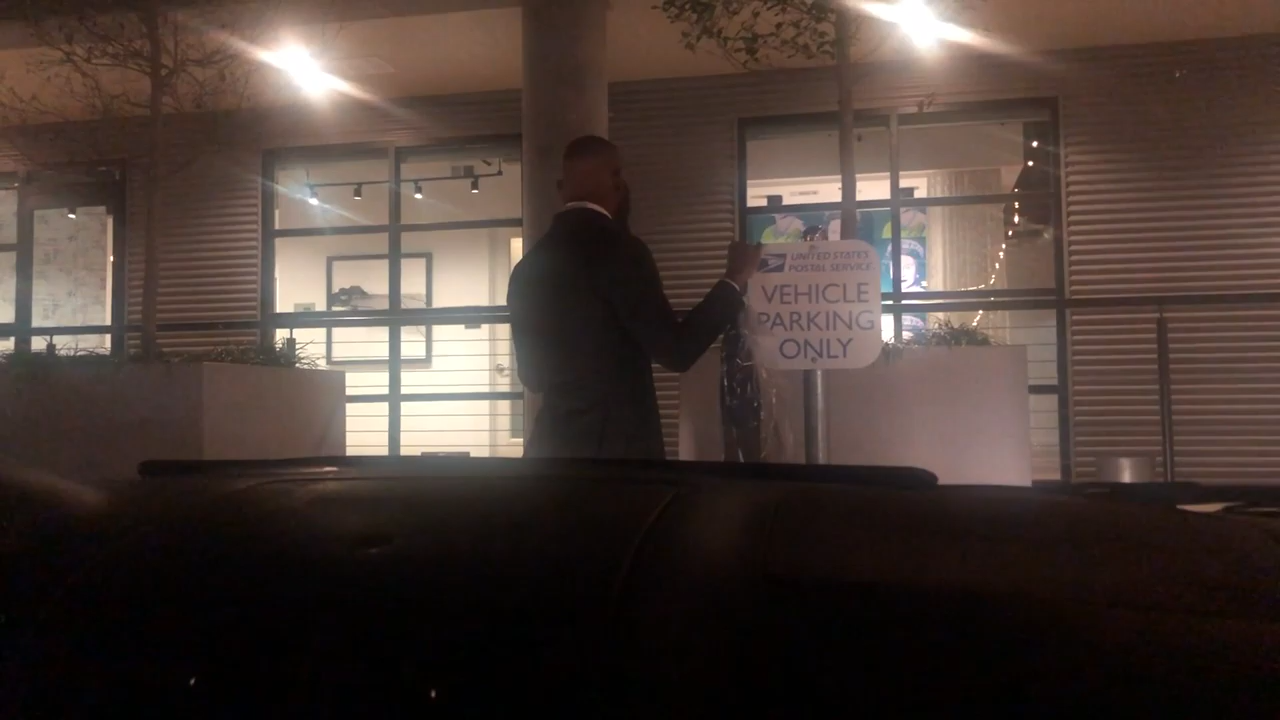 UNITED STATES
POSTAL SERVICE
VEHICLE
PARKING
ONLY